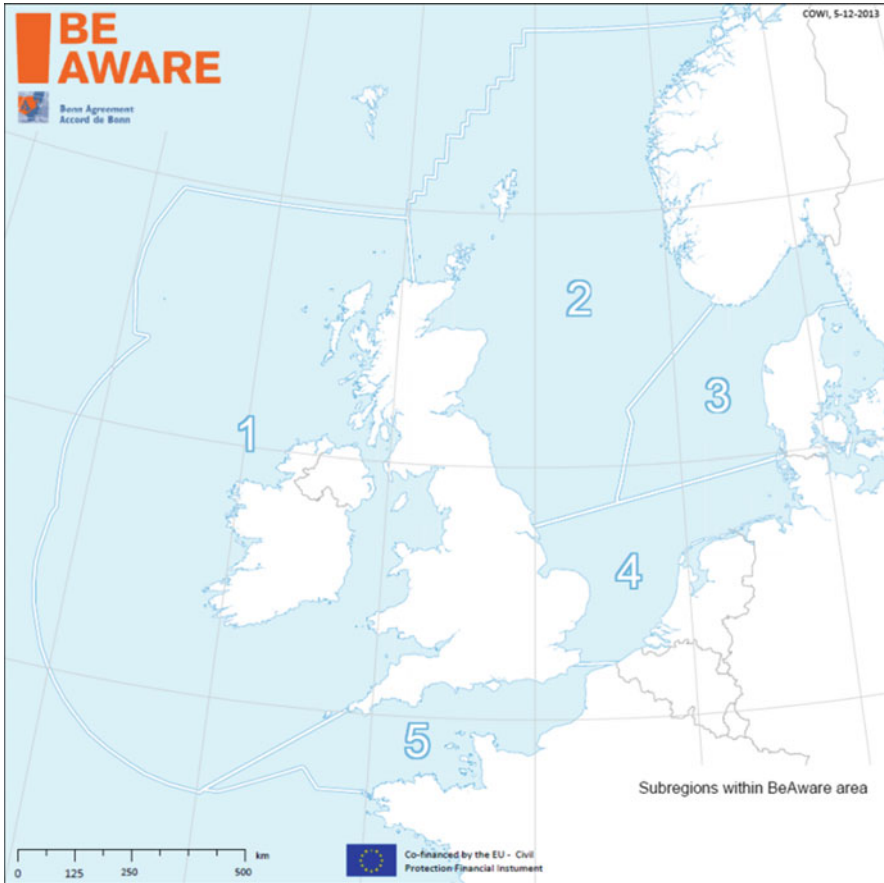 COWI, 5-12-2013
BE
AWARE
Bonn Agreement
Accord de Bonn
2
3
1
4
5
Subregions within BeAware area
km
0 125 250 500
Co-financed by the EU - Civil
Protection Financial Instument